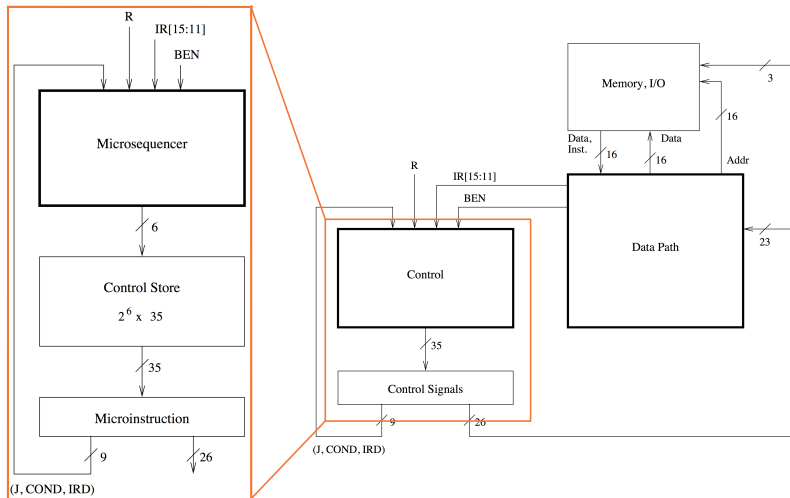 R
IR[15:11]
BEN
Microsequencer
6
Control Store
2^6 x 35
35
Microinstruction
9
26
(J, COND, IRD)
Memory, I/O
3
16
Data,
Inst.
16
16
Data
Addr
R
IR[15:11]
BEN
Control
Data Path
23
35
Control Signals
9
26
(J, COND, IRD)